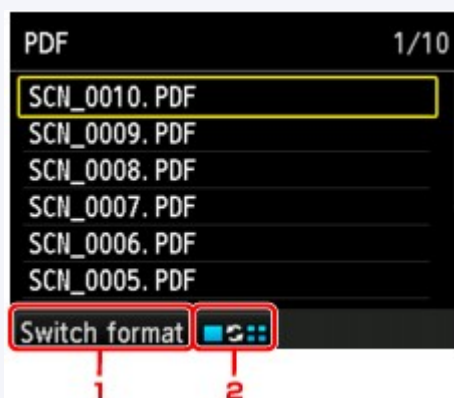 PDF 1/10
SCN_0010.PDF
SCN_0009.PDF
SCN_0008.PDF
SCN_0007.PDF
SCN_0006.PDF
SCN_0005.PDF
Switch format
1 2